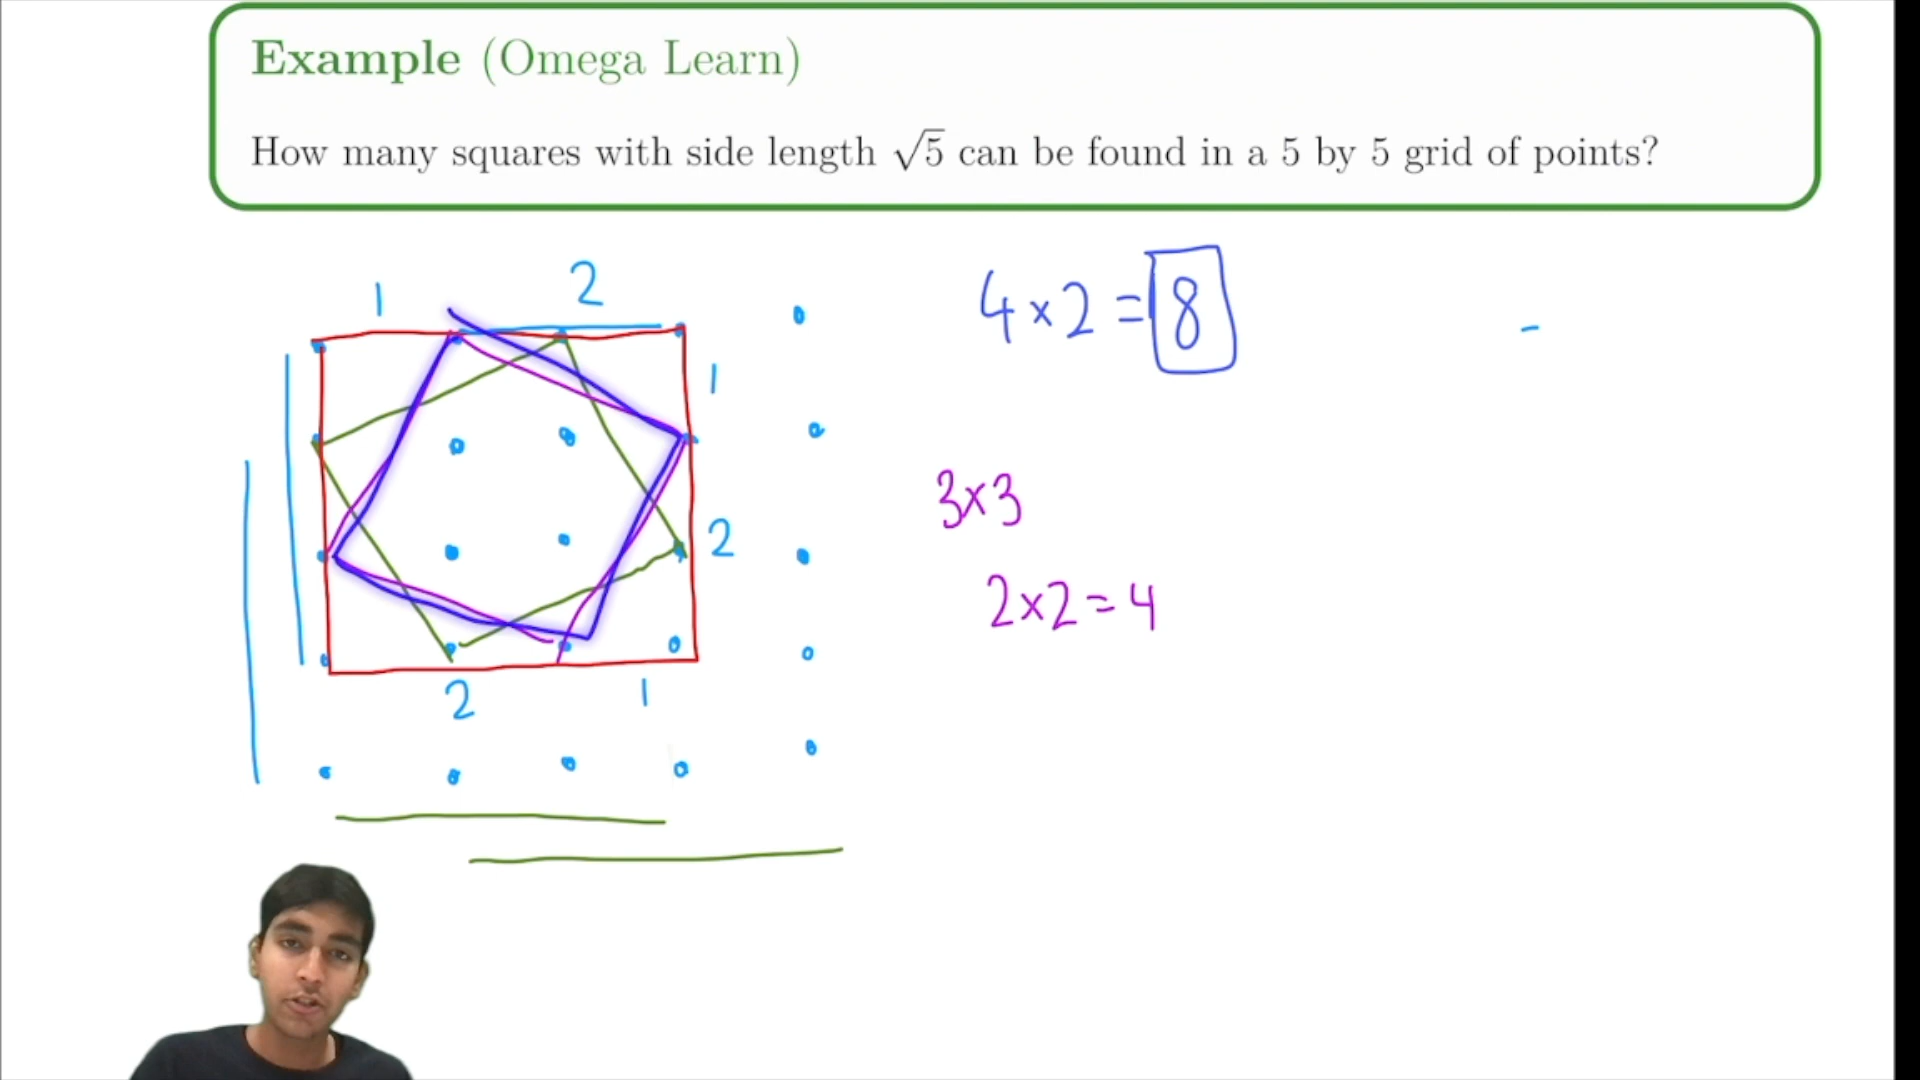 Example (Omega Learn)
How many squares with side length √5 can be found in a 5 by 5 grid of points?
1 2
4 × 2 = 8
1
3×3
2
2×2=4
2 1